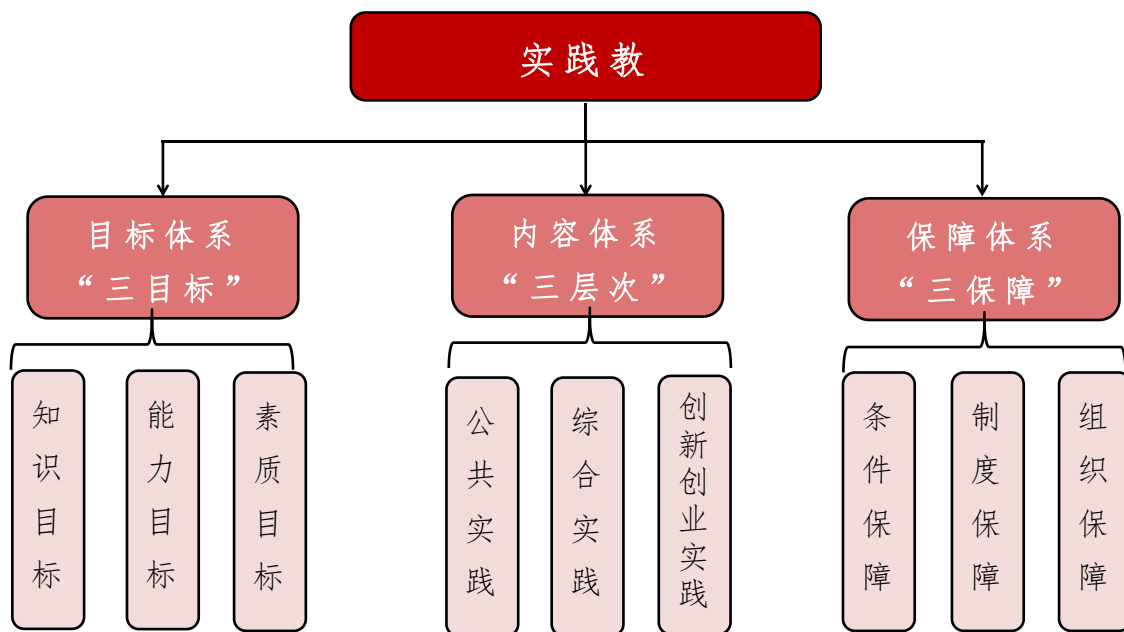 实践教
目标体系
“三目标”
内容体系
“三层次”
保障体系
“三保障”
知识目标
能力目标
素质目标
公共实践
综合实践
创新创业实践
条件保障
制度保障
组织保障